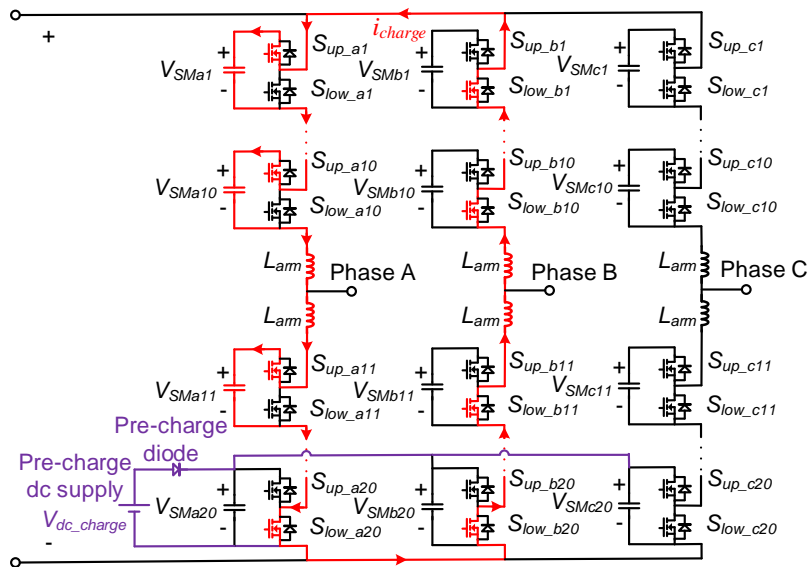 + i_charge
+ V_SMa1 - S_up_a1 S_low_a1 + V_SMb1 - S_up_b1 S_low_b1 + V_SMc1 - S_up_c1 S_low_c1
+ V_SMa10 - S_up_a10 S_low_a10 + V_SMb10 - S_up_b10 S_low_b10 + V_SMc10 - S_up_c10 S_low_c10
L_arm Phase A L_arm Phase B L_arm Phase C
L_arm L_arm L_arm
+ V_SMa11 - S_up_a11 S_low_a11 + V_SMb11 - S_up_b11 S_low_b11 + V_SMc11 - S_up_c11 S_low_c11
Pre-charge
diode
Pre-charge
dc supply
V_dc_charge
+ V_SMa20 - S_up_a20 S_low_a20 + V_SMb20 - S_up_b20 S_low_b20 + V_SMc20 - S_up_c20 S_low_c20
-